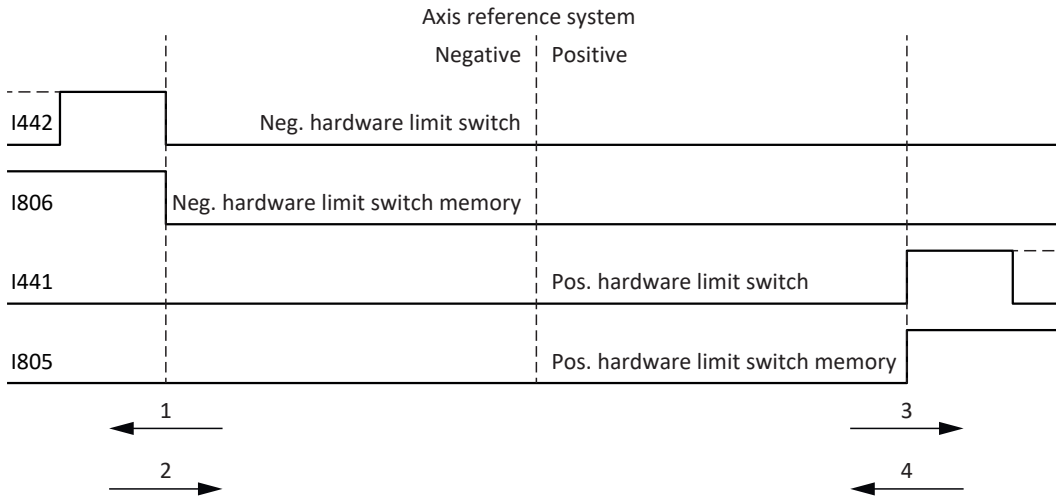 Axis reference system
Negative Positive
I442 Neg. hardware limit switch
I806 Neg. hardware limit switch memory
I441 Pos. hardware limit switch
I805 Pos. hardware limit switch memory
1 3
2 4